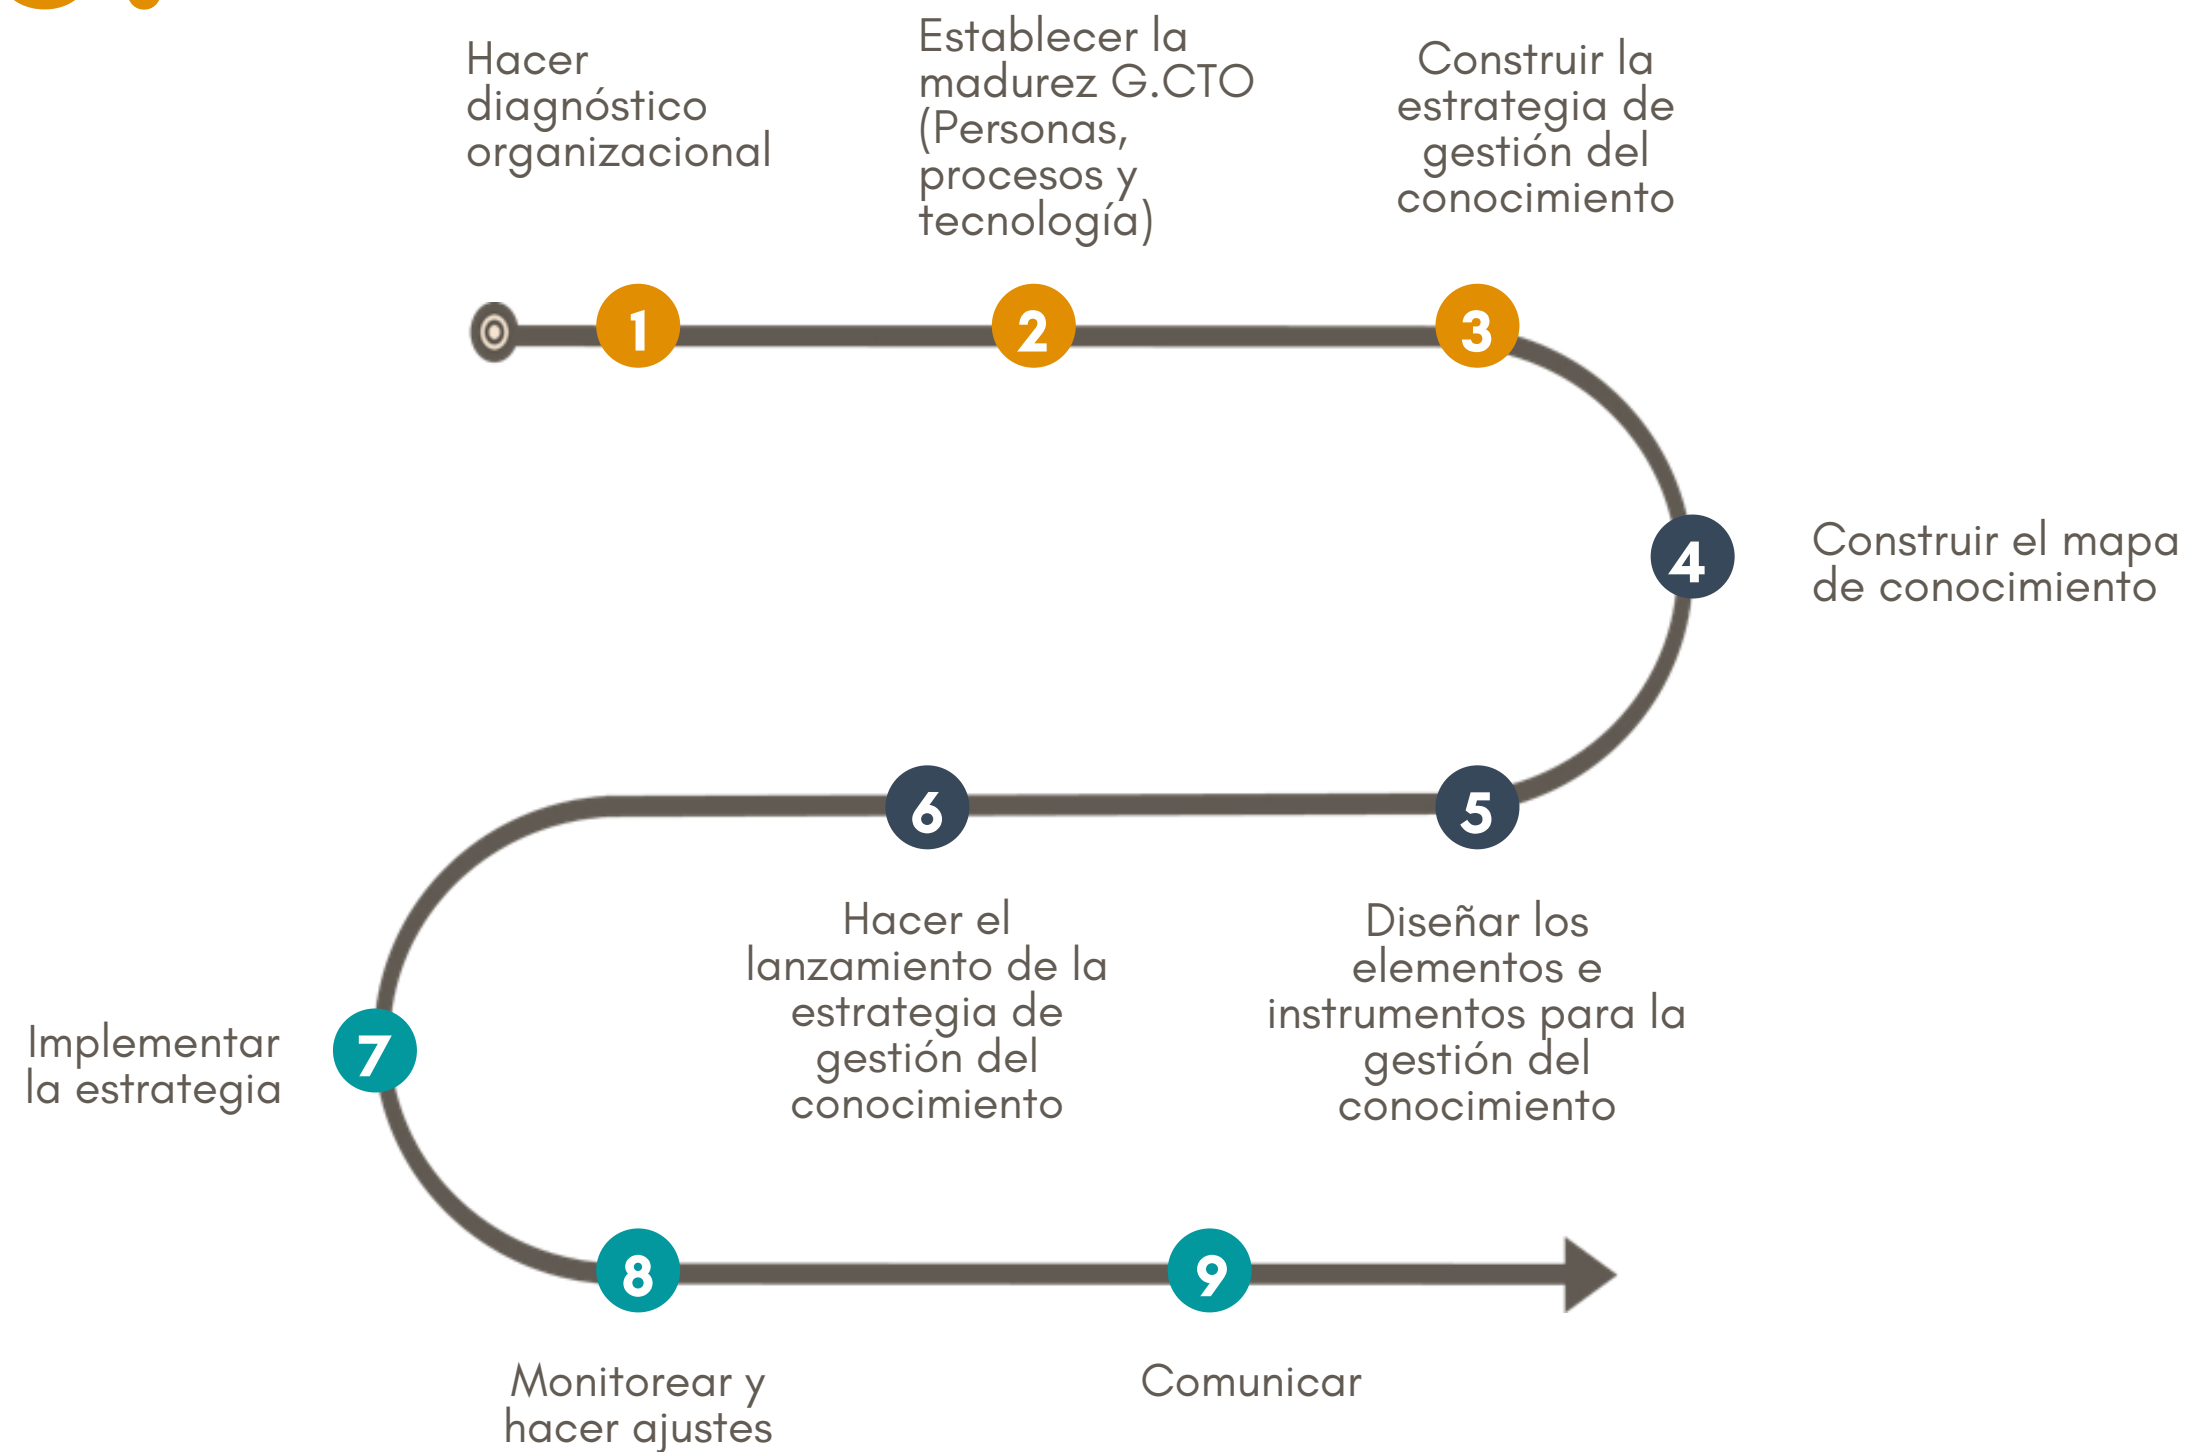 Hacer
diagnóstico
organizacional
Establecer la
madurez G.CTO
(Personas,
procesos y
tecnología)
Construir la
estrategia de
gestión del
conocimiento
1
2
3
4
Construir el mapa
de conocimiento
6
5
Hacer el
lanzamiento de la
estrategia de
gestión del
conocimiento
Diseñar los
elementos e
instrumentos para la
gestión del
conocimiento
Implementar
la estrategia
7
8
9
Monitorear y
hacer ajustes
Comunicar